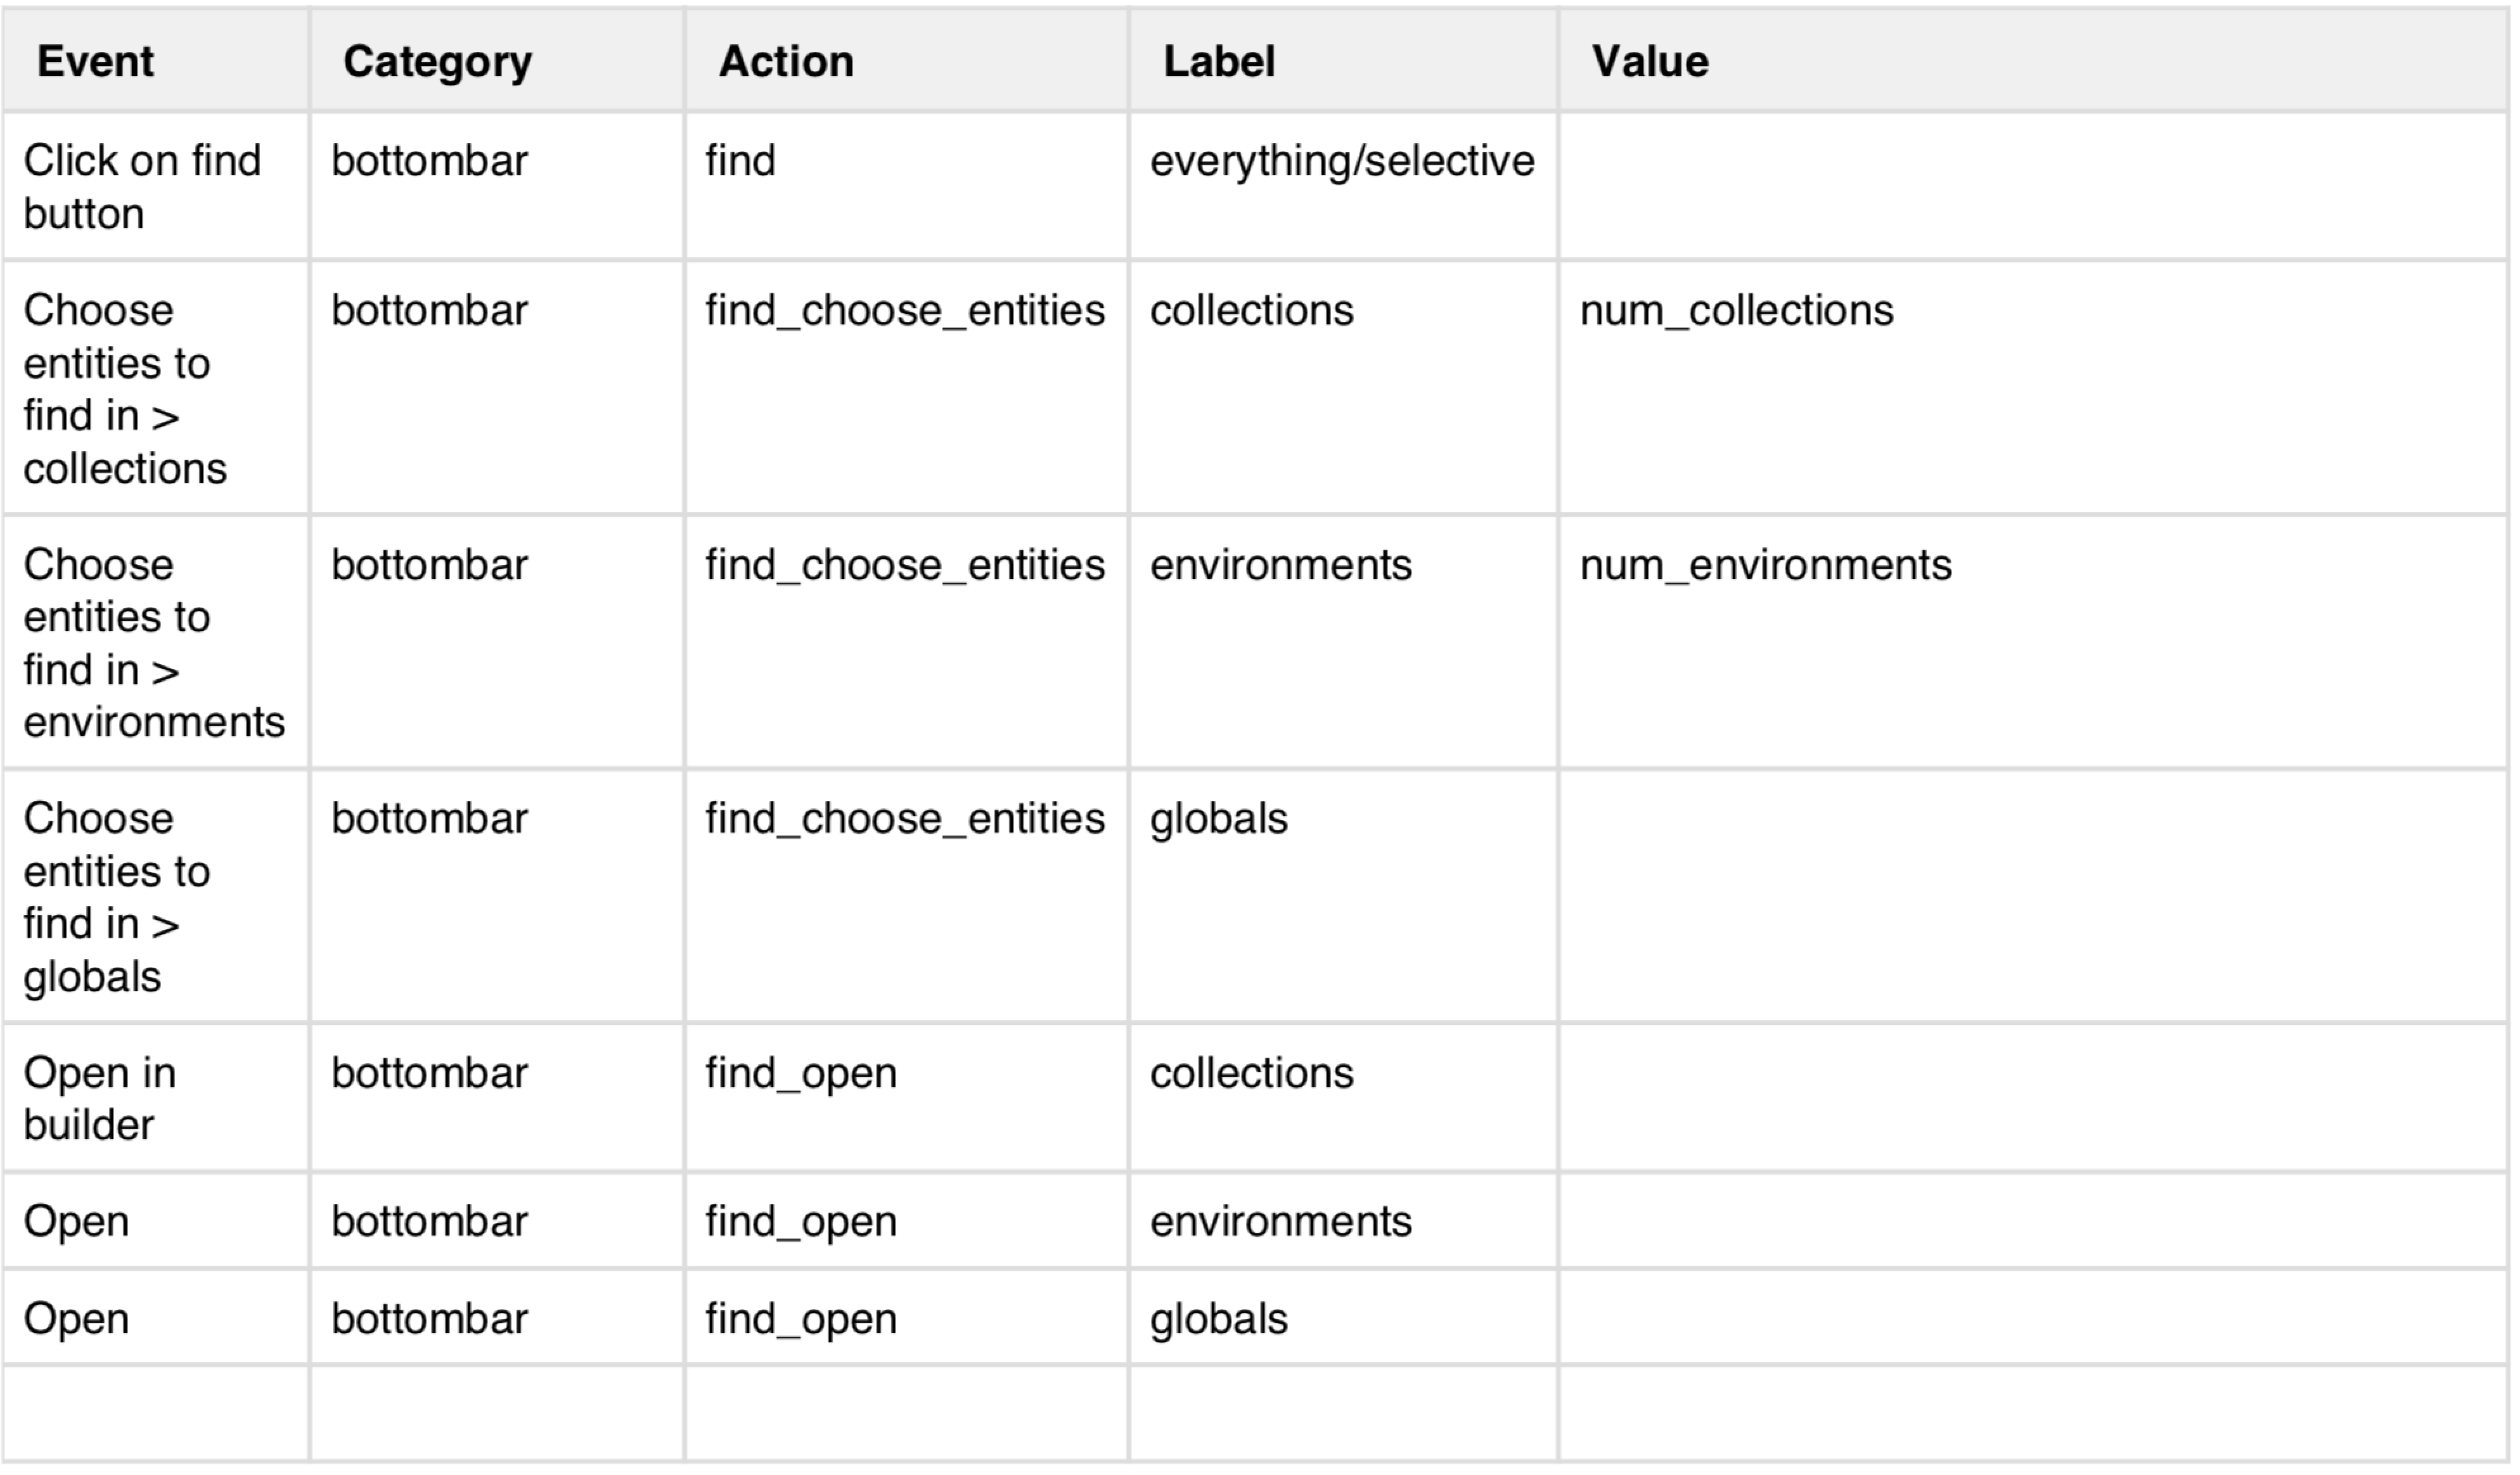 Event Category Action Label Value
Click on find bottombar find everything/selective
button
Choose bottombar find_choose_entities collections num_collections
entities to
find in >
collections
Choose bottombar find_choose_entities environments num_environments
entities to
find in >
environments
Choose bottombar find_choose_entities globals
entities to
find in >
globals
Open in bottombar find_open collections
builder
Open bottombar find_open environments
Open bottombar find_open globals